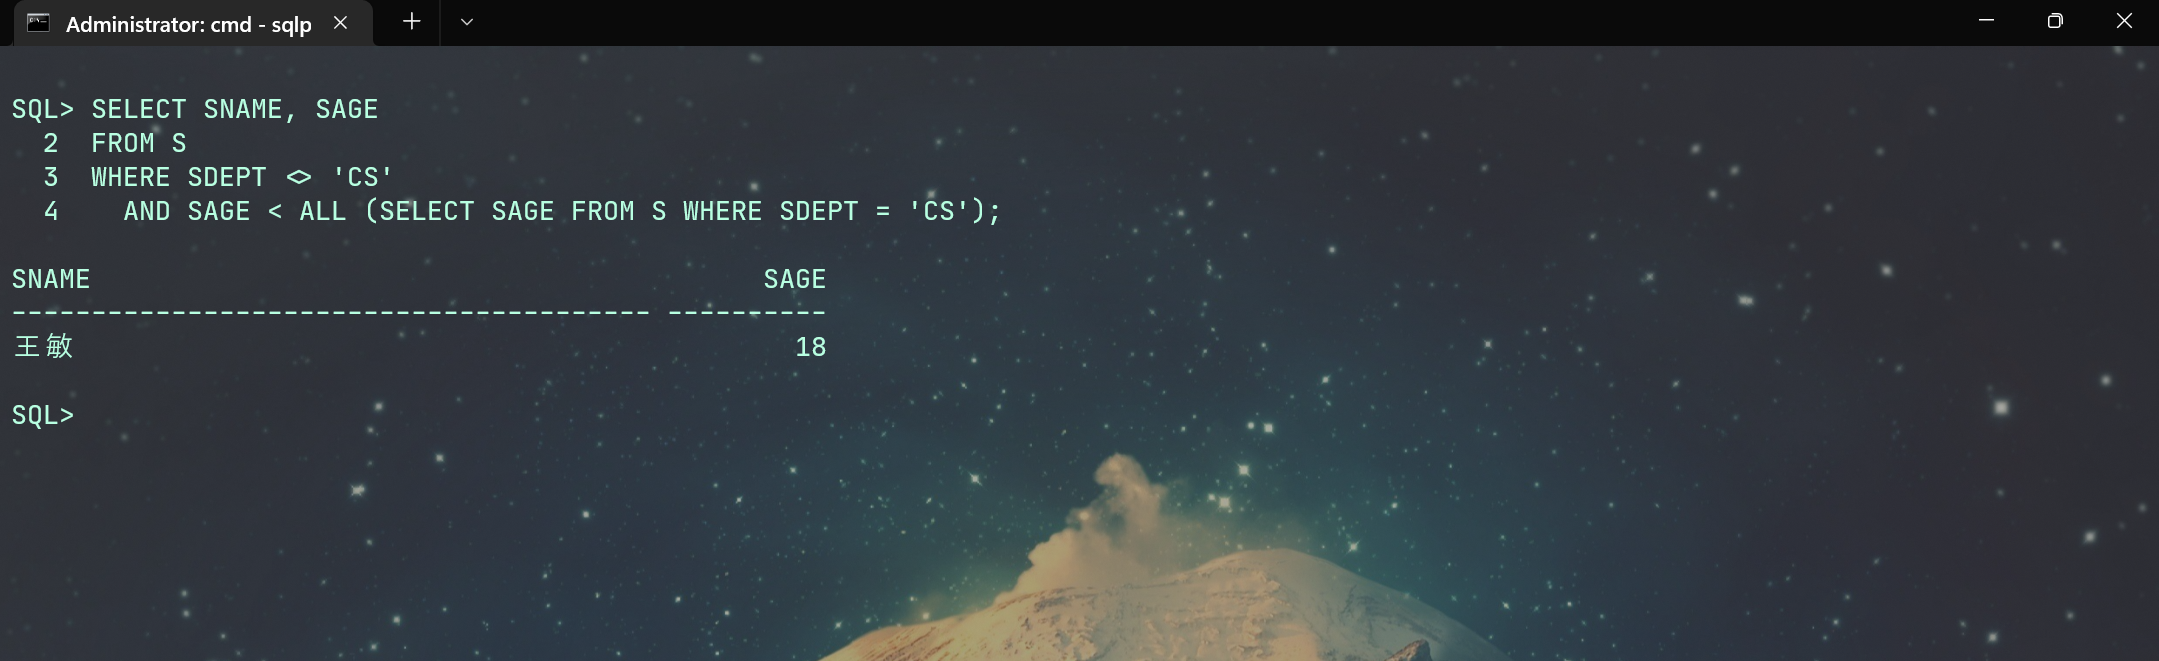 Administrator: cmd - sqlp
SQL> SELECT SNAME, SAGE
  2  FROM S
  3  WHERE SDEPT <> 'CS'
  4    AND SAGE < ALL (SELECT SAGE FROM S WHERE SDEPT = 'CS');
SNAME                                          SAGE
---------------------------------------- ----------
王敏                                             18
SQL>